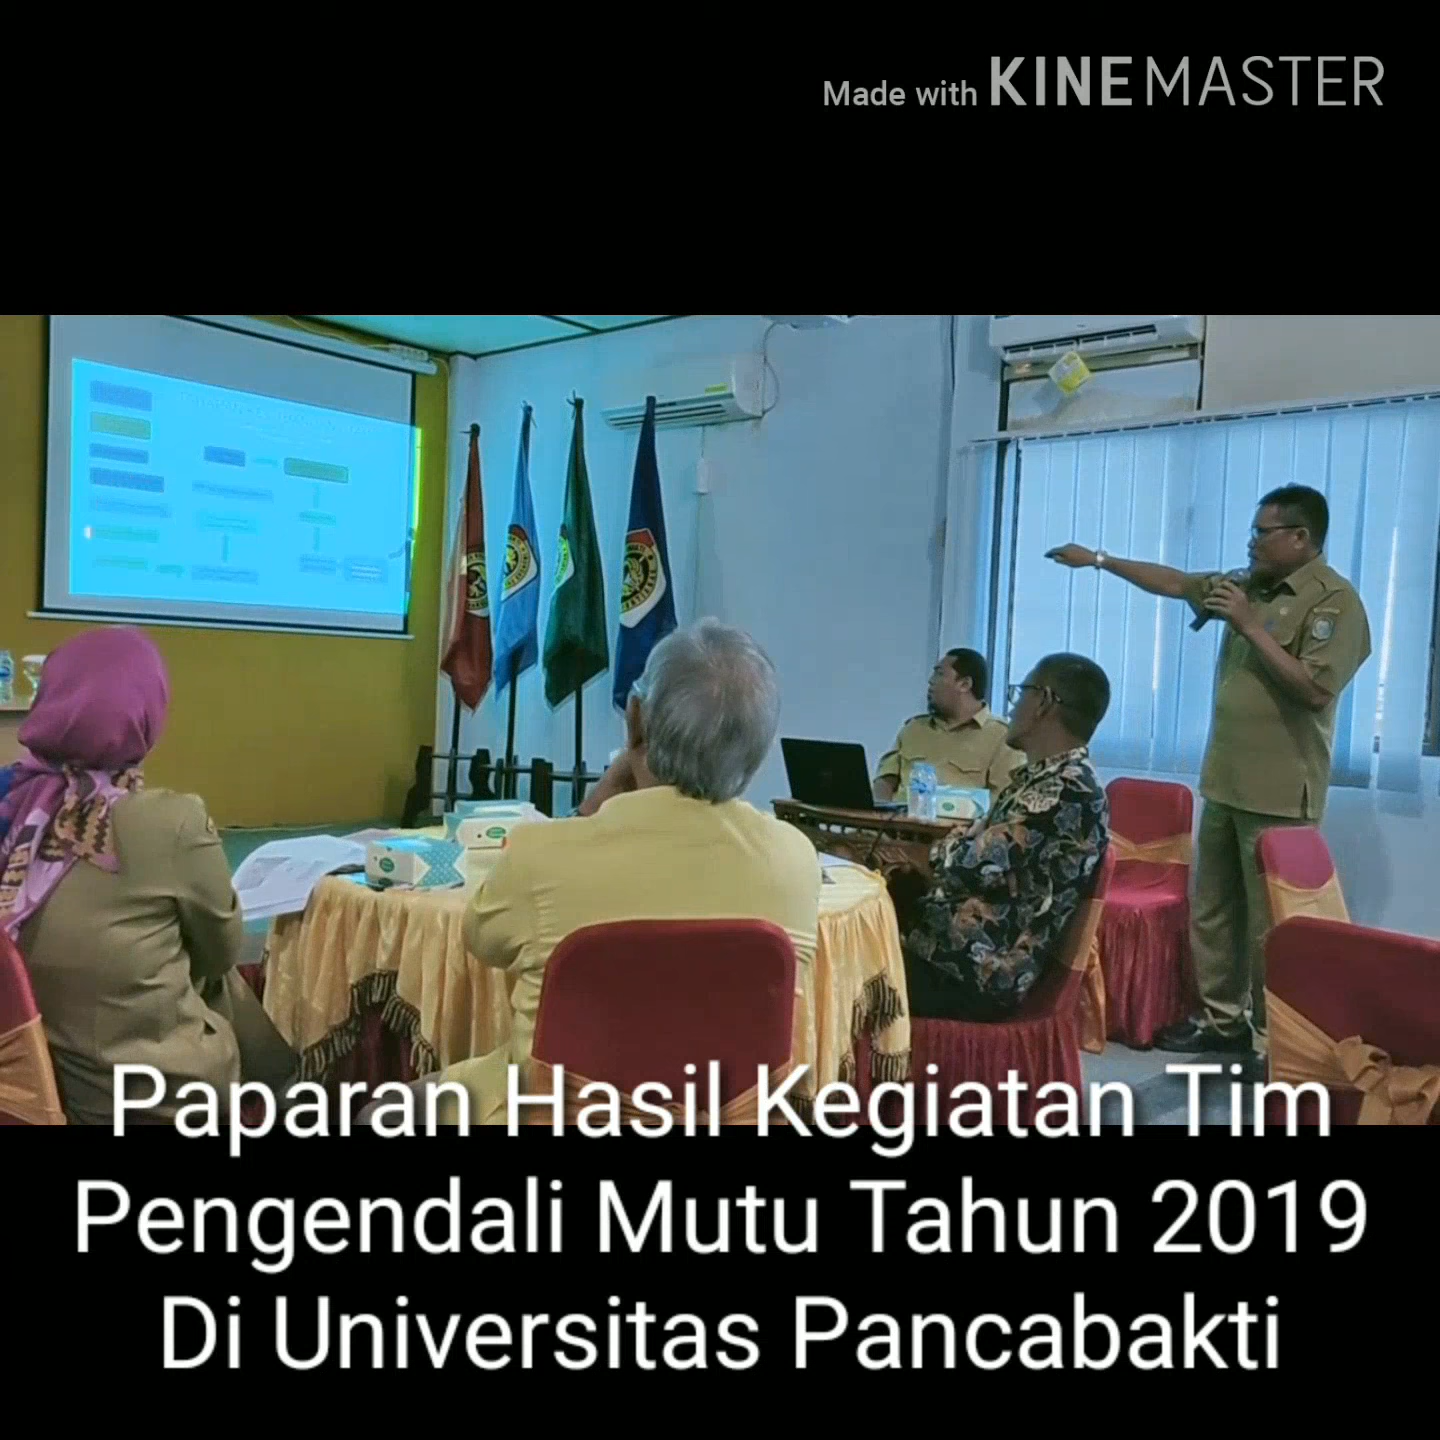 Made with KINEMASTER
Paparan Hasil Kegiatan Tim
Pengendali Mutu Tahun 2019
Di Universitas Pancabakti